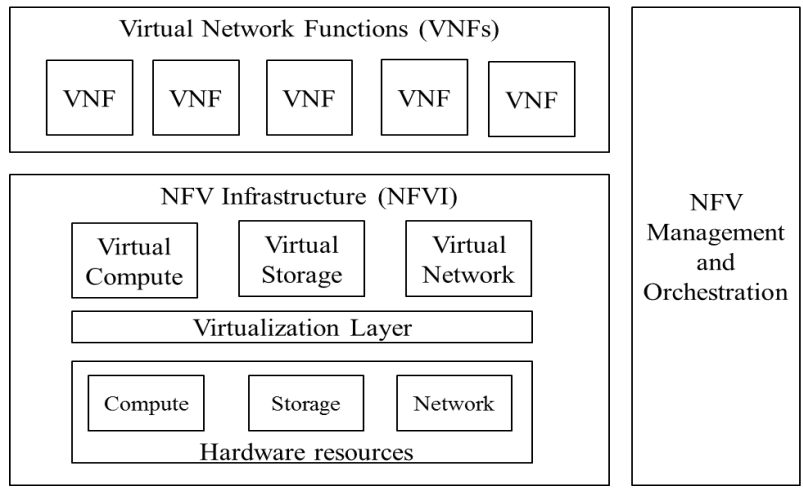 Virtual Network Functions (VNFs)
VNF
VNF
VNF
VNF
VNF
NFV Infrastructure (NFVI)
Virtual
Compute
Virtual
Storage
Virtual
Network
Virtualization Layer
Compute
Storage
Network
Hardware resources
NFV
Management
and
Orchestration